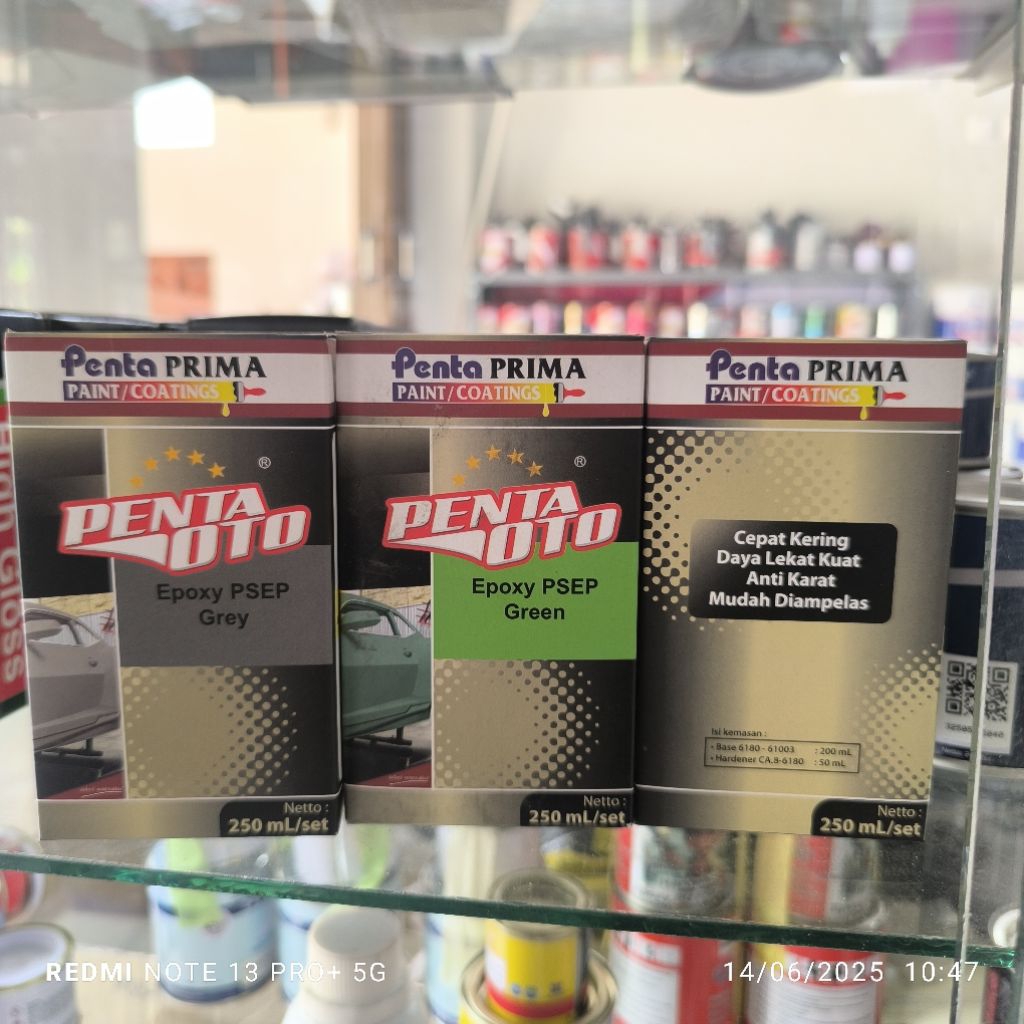 Penta PRIMA
PAINT/COATINGS
PENTA
OTO
®
Epoxy PSEP
Grey
Netto :
250 mL/set
Penta PRIMA
PAINT/COATINGS
PENTA
OTO
®
Epoxy PSEP
Green
Netto :
250 mL/set
Penta PRIMA
PAINT/COATINGS
Cepat Kering
Daya Lekat Kuat
Anti Karat
Mudah Diampelas
Isi kemasan :
• Base 6180 - 61003 : 200 mL
• Hardener CA.8-6180 : 50 mL
Netto :
250 mL/set
High Gloss
REDMI NOTE 13 PRO+ 5G
14/06/2025 10:47